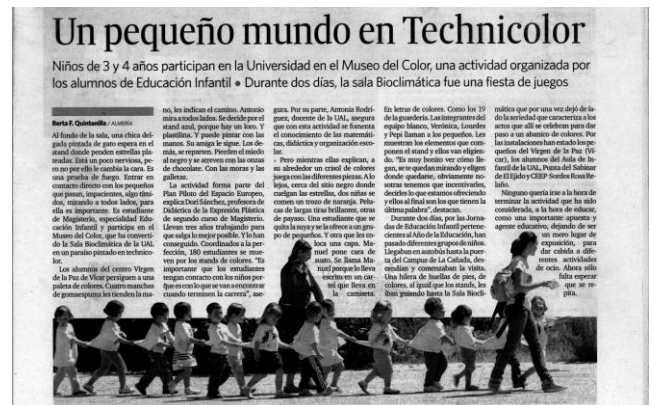 Un pequeño mundo en Technicolor
Niños de 3 y 4 años participan en la Universidad en el Museo del Color, una actividad organizada por
los alumnos de Educación Infantil ● Durante dos días, la sala Bioclimática fue una fiesta de juegos
Berta F. Quintanilla / ALMERÍA
Al fondo de la sala, una chica del-
gada pintada de gato espera en el
stand donde penden estrellas pla-
teadas. Está un poco nerviosa, pe-
ro no por ello le cambia la cara. Es
una prueba de fuego. Entrar en
contacto directo con los pequeños
que pasan, impacientes, algo tími-
dos, mirando a todos lados, para
ella es importante. Es estudiante
de Magisterio, especialidad Edu-
cación Infantil y participa en el
Museo del Color, que ha converti-
do la Sala Bioclimática de la UAL
en un paraíso pintado en technico-
lor.
Los alumnos del centro Virgen
de la Paz de Vícar persiguen a una
paleta de colores. Cuatro manchas
de gomaespuma les tienden la ma-
no, les indican el camino. Antonio
mira a todos lados. Se decide por el
stand azul, porque hay un loro. Y
plastilina. Y puede pintar con las
manos. Su amiga le sigue. Los de-
más, se reparten. Pierden el miedo
al negro y se atreven con las onzas
de chocolate. Con las moras y las
galletas.
La actividad forma parte del
Plan Piloto del Espacio Europeo,
explica Dori Sánchez, profesora de
Didáctica de la Expresión Plástica
de segundo curso de Magisterio.
Llevan tres años trabajando para
que salga lo mejor posible. Y lo han
conseguido. Coordinados a la per-
fección, 180 estudiantes se mue-
ven por los stands de colores. "Es
importante que los estudiantes
tengan contacto con los niños por-
que es con lo que se van a encontrar
cuando terminen la carrera", ase-
gura. Por su parte, Antonia Rodrí-
guez, docente de la UAL, asegura
que con esta actividad se fomenta
el conocimiento de las matemáti-
cas, didáctica y organización esco-
lar.
Pero mientras ellas explican, a
su alrededor un crisol de colores
juega con las diferentes piezas. A lo
lejos, cerca del sitio negro donde
cuelgan las estrellas, dos niñas se
comen un trozo de naranja. Pelu-
cas de largas tiras brillantes, otras
de payaso. Una estudiante que se
quita la suya y se la ofrece a un gru-
po de pequeños. Y otra que les co-
loca una capa. Ma-
nuel pone cara de
susto. Se llama Ma-
nuel porque lo lleva
escrito en un car-
tel que lleva en
la camiseta.
En letras de colores. Como los 19
de la guardería. Las integrantes del
equipo blanco, Verónica, Lourdes
y Pepi llaman a los pequeños. Les
muestran los elementos que com-
ponen el stand y ellos van eligien-
do. "Es muy bonito ver cómo lle-
gan, se te quedan mirando y eligen
donde quedarse, obviamente no-
sotras tenemos que incentivarles,
decirles lo que estamos ofreciendo
y ellos al final son los que tienen la
última palabra", destacan.
Durante dos días, por las Jorna-
das de Educación Infantil pertene-
cientes al Año de la Educación, han
pasado diferentes grupos de niños.
Llegaban en autobús hasta la puer-
ta del Campus de La Cañada, des-
cendían y comenzaban la visita.
Una hilera de huellas de pies, de
colores, al igual que los stands, les
iban guiando hasta la Sala Biocli-
mática que por una vez dejó de la-
do la seriedad que caracteriza a los
actos que allí se celebran para dar
paso a un abanico de colores. Por
las instalaciones han estado los pe-
queños del Virgen de la Paz (Ví-
car), los alumnos del Aula de In-
fantil de la UAL, Punta del Sabinar
de El Ejido y CEEP Sordos Rosa Re-
laño.
Ninguno quería irse a la hora de
terminar la actividad que ha sido
considerada, a la hora de educar,
como una importante apuesta y
agente educativo, dejando de ser
un mero lugar de
exposición, para
dar cabida a dife-
rentes actividades
de ocio. Ahora sólo
falta esperar
que se re-
pita.